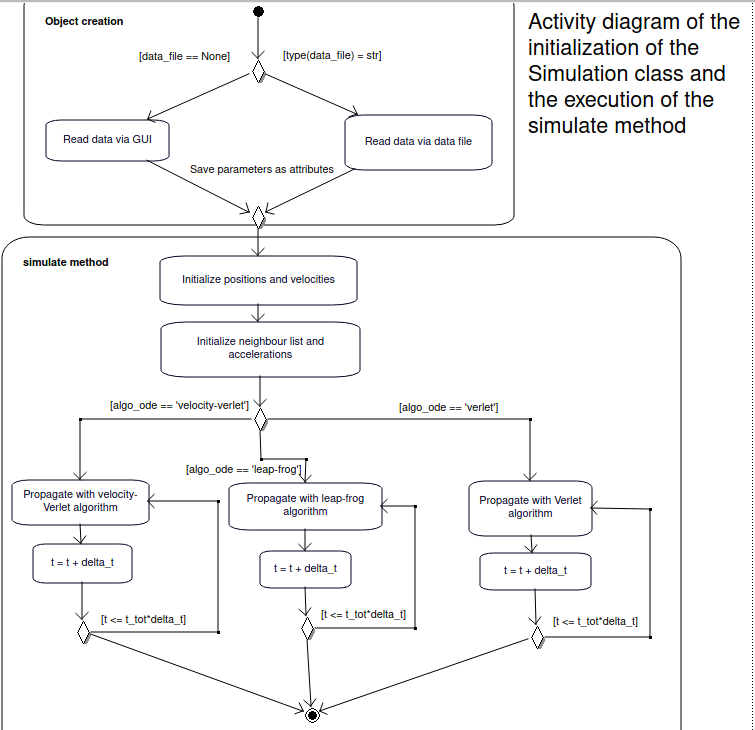 Object creation
Activity diagram of the
initialization of the
Simulation class and
the execution of the
simulate method
[data_file == None]
[type(data_file) = str]
Read data via GUI
Read data via data file
Save parameters as attributes
simulate method
Initialize positions and velocities
Initialize neighbour list and
accelerations
[algo_ode == 'velocity-verlet']
[algo_ode == 'verlet']
[algo_ode == 'leap-frog']
Propagate with velocity-
Verlet algorithm
Propagate with leap-frog
algorithm
Propagate with Verlet
algorithm
t = t + delta_t
t = t + delta_t
t = t + delta_t
[t <= t_tot*delta_t]
[t <= t_tot*delta_t]
[t <= t_tot*delta_t]